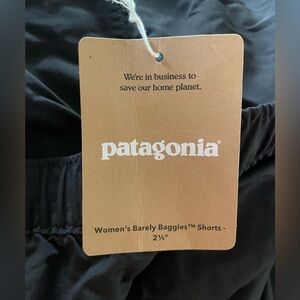 We're in business to
save our home planet.
patagonia®
Women's Barely Baggies™ Shorts -
2½"